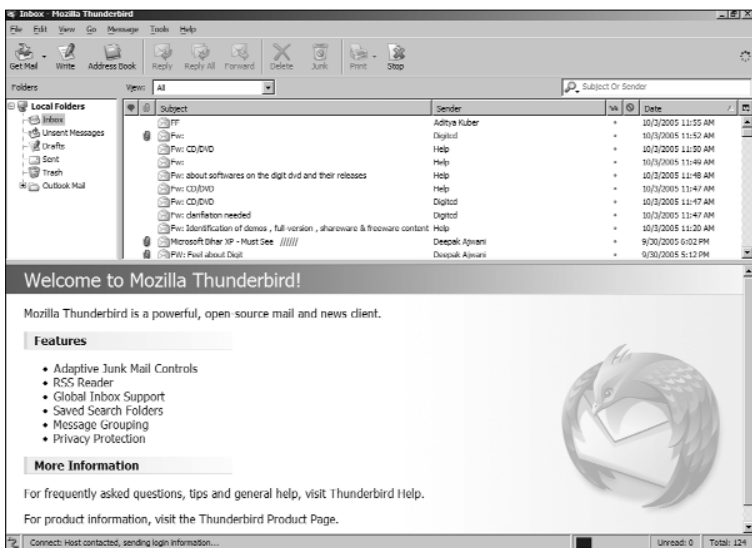 Inbox - Mozilla Thunderbird
File Edit View Go Message Tools Help
Get Mail Write Address Book Reply Reply All Forward Delete Junk Print Stop
Folders View: All Subject Or Sender
Local Folders
Inbox
Unsent Messages
Drafts
Sent
Trash
Outlook Mail
Subject Sender Date
FF Aditya Kuber 10/3/2005 11:55 AM
Fw: Digitcd 10/3/2005 11:52 AM
Fw: CD/DVD Help 10/3/2005 11:50 AM
Fw: Help 10/3/2005 11:49 AM
Fw: about softwares on the digit dvd and their releases Help 10/3/2005 11:48 AM
Fw: CD/DVD Help 10/3/2005 11:47 AM
Fw: CD/DVD Digitcd 10/3/2005 11:47 AM
Fw: clarifiation needed Digitcd 10/3/2005 11:47 AM
Fw: Identification of demos , full-version , shareware & freeware content Help 10/3/2005 11:20 AM
Microsoft Bihar XP - Must See ////// Deepak Ajwani 9/30/2005 6:02 PM
FW: Feel about Digit Deepak Ajwani 9/30/2005 5:12 PM
Welcome to Mozilla Thunderbird!
Mozilla Thunderbird is a powerful, open-source mail and news client.
Features
• Adaptive Junk Mail Controls
• RSS Reader
• Global Inbox Support
• Saved Search Folders
• Message Grouping
• Privacy Protection
More Information
For frequently asked questions, tips and general help, visit Thunderbird Help.
For product information, visit the Thunderbird Product Page.
Connect: Host contacted, sending login information... Unread: 0 Total: 124